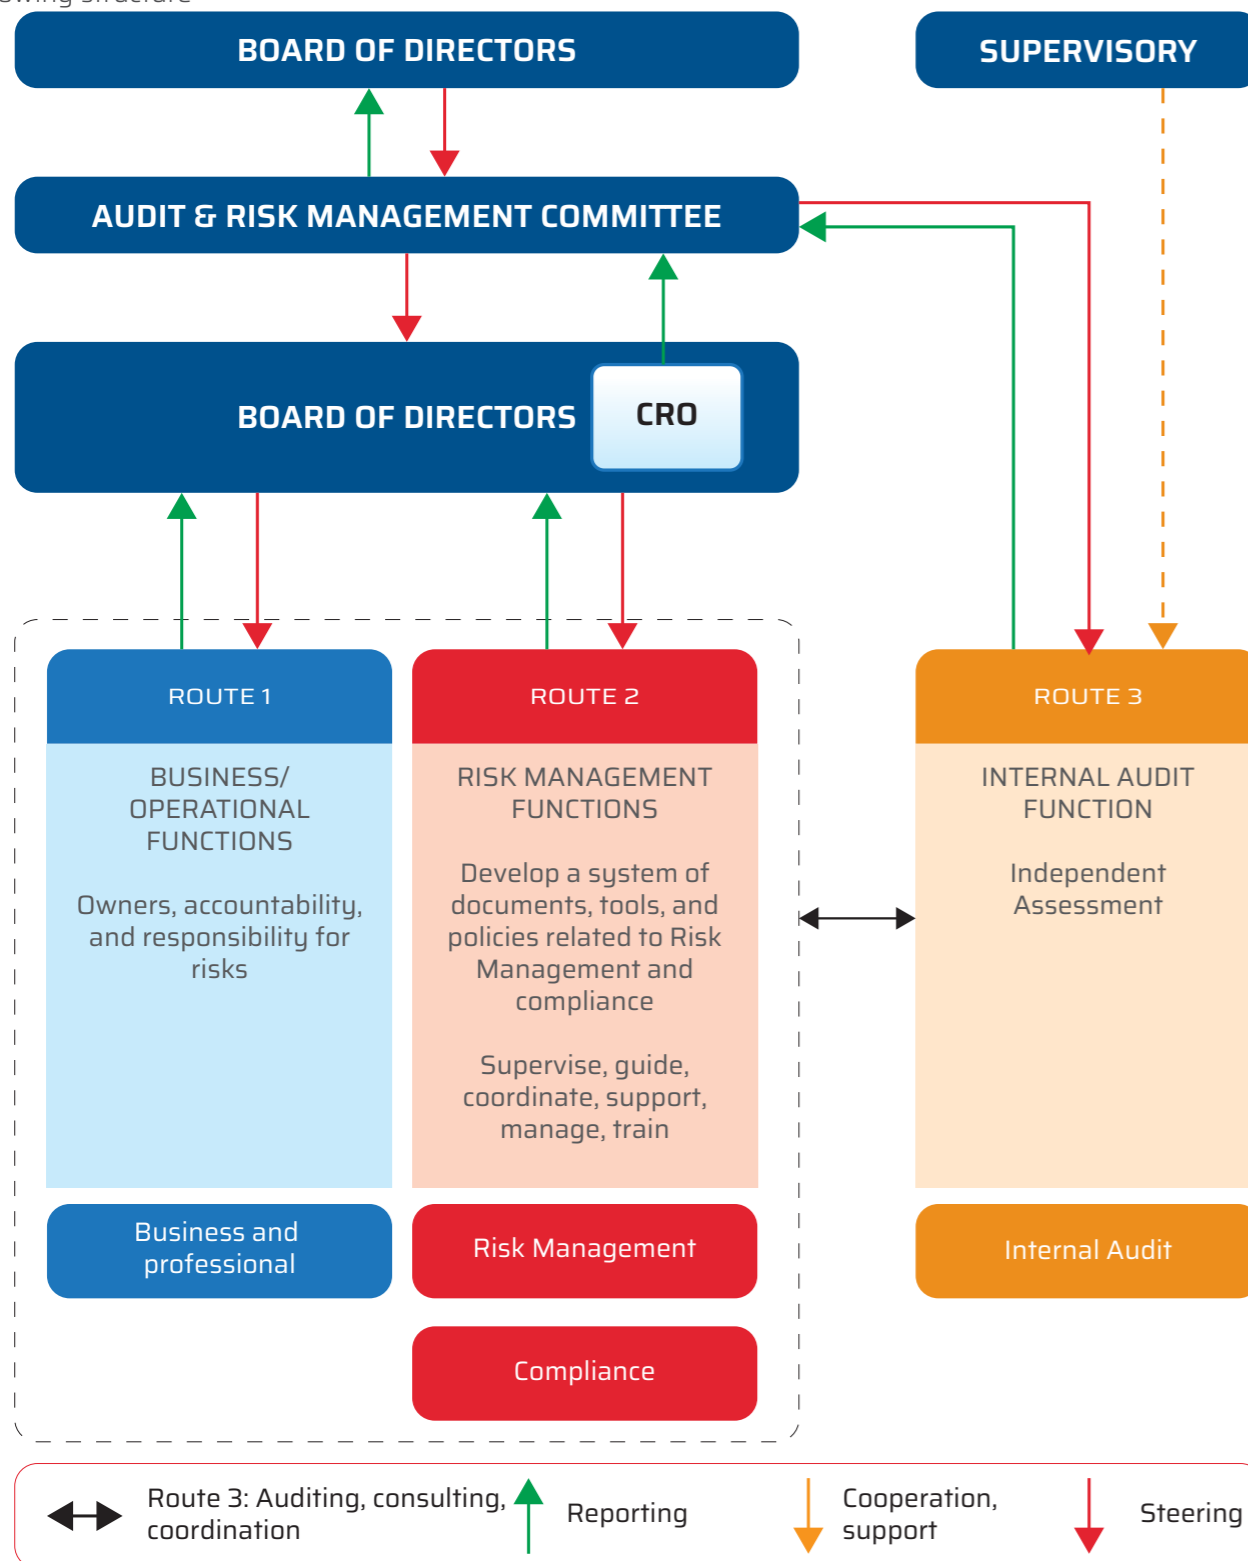 structure
BOARD OF DIRECTORS
SUPERVISORY
AUDIT & RISK MANAGEMENT COMMITTEE
BOARD OF DIRECTORS
CRO
ROUTE 1
BUSINESS/
OPERATIONAL
FUNCTIONS
Owners, accountability,
and responsibility for
risks
Business and
professional
ROUTE 2
RISK MANAGEMENT
FUNCTIONS
Develop a system of
documents, tools, and
policies related to Risk
Management and
compliance
Supervise, guide,
coordinate, support,
manage, train
Risk Management
Compliance
ROUTE 3
INTERNAL AUDIT
FUNCTION
Independent
Assessment
Internal Audit
Route 3: Auditing, consulting,
coordination
Reporting
Cooperation,
support
Steering